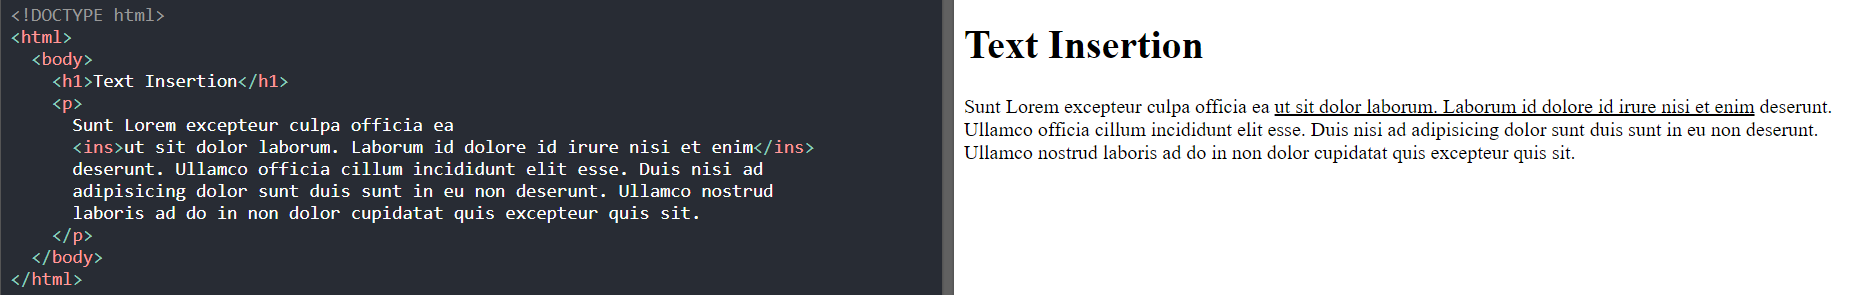 <!DOCTYPE html>
<html>
  <body>
    <h1>Text Insertion</h1>
    <p>
      Sunt Lorem excepteur culpa officia ea
      <ins>ut sit dolor laborum. Laborum id dolore id irure nisi et enim</ins>
      deserunt. Ullamco officia cillum incididunt elit esse. Duis nisi ad
      adipisicing dolor sunt duis sunt in eu non deserunt. Ullamco nostrud
      laboris ad do in non dolor cupidatat quis excepteur quis sit.
    </p>
  </body>
</html>
Text Insertion
Sunt Lorem excepteur culpa officia ea ut sit dolor laborum. Laborum id dolore id irure nisi et enim deserunt.
Ullamco officia cillum incididunt elit esse. Duis nisi ad adipisicing dolor sunt duis sunt in eu non deserunt.
Ullamco nostrud laboris ad do in non dolor cupidatat quis excepteur quis sit.